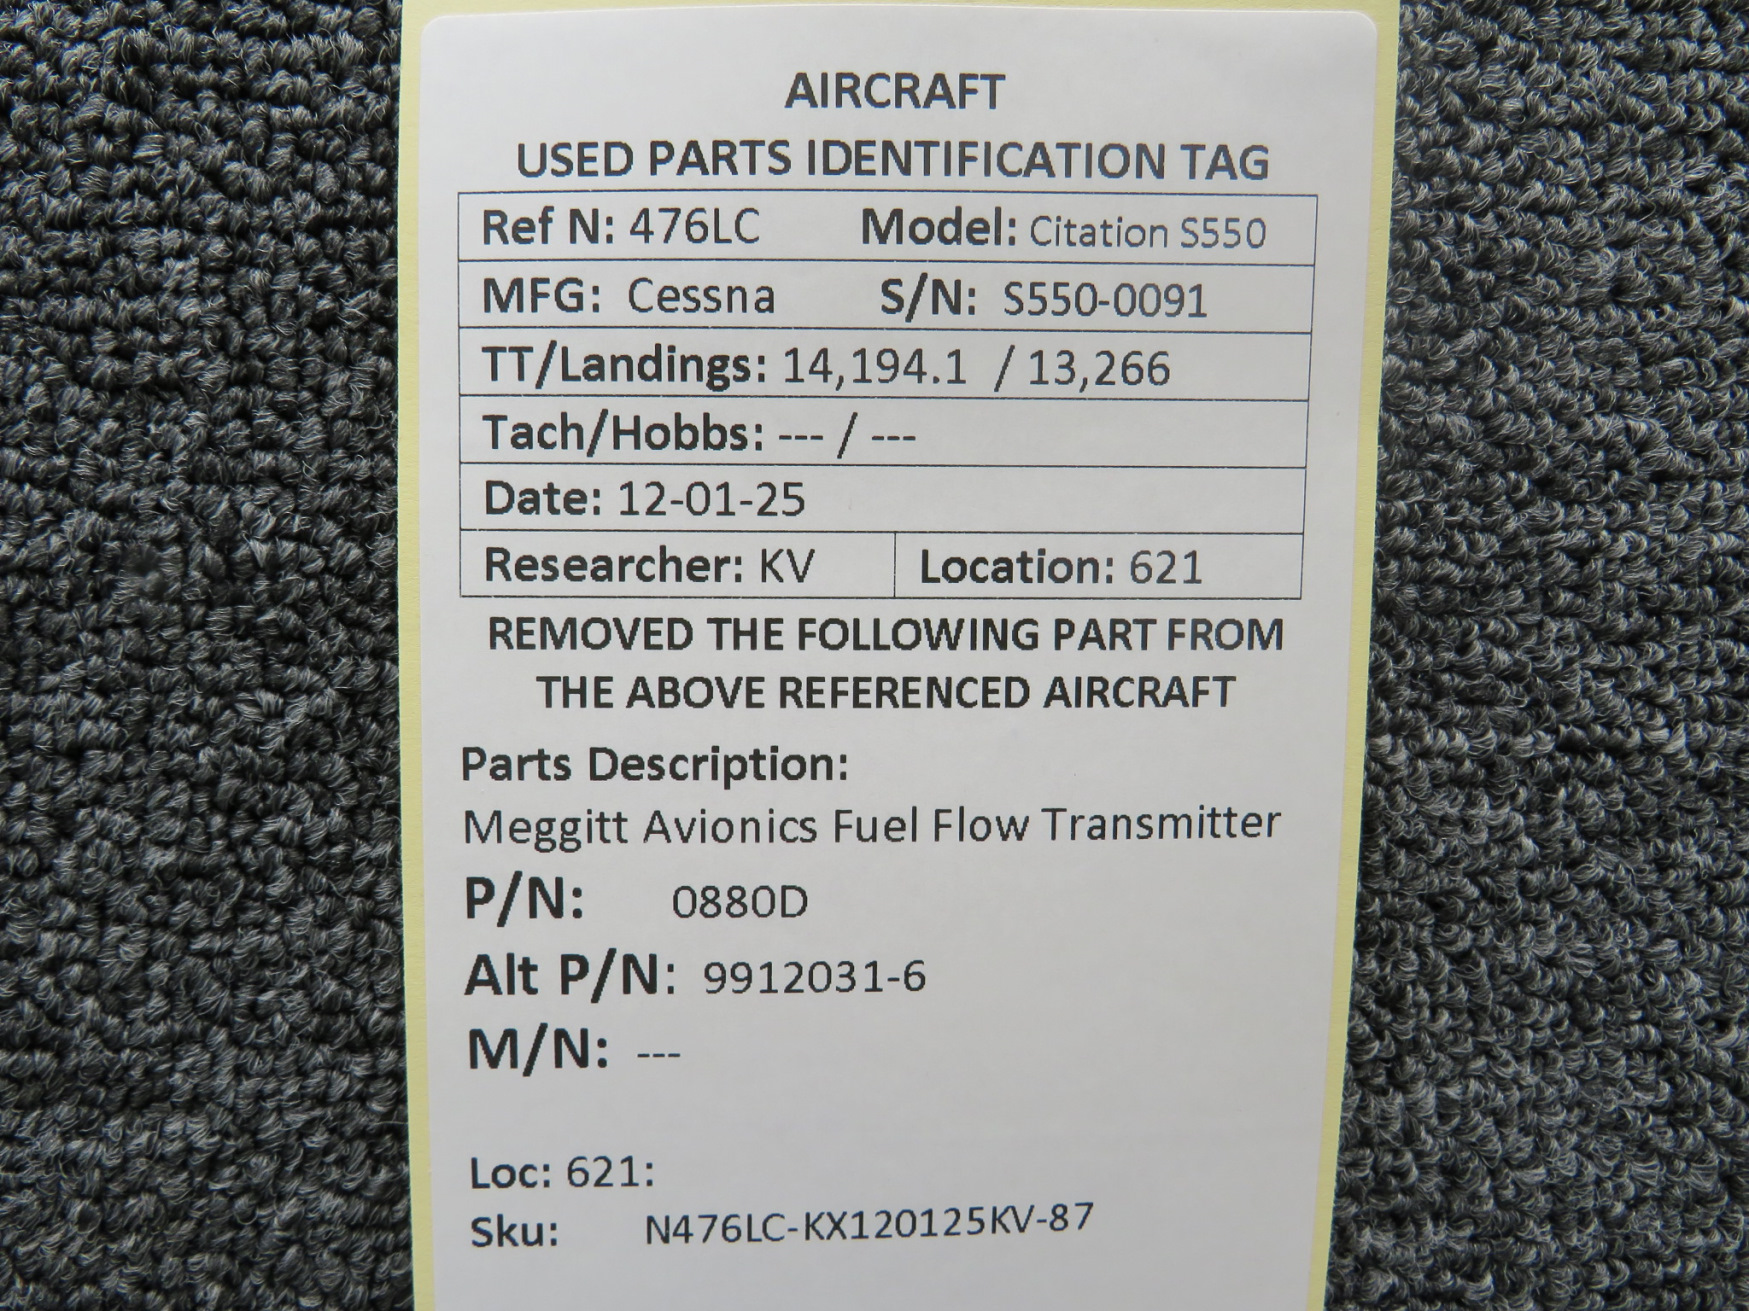 AIRCRAFT
USED PARTS IDENTIFICATION TAG
Ref N: 476LC Model: Citation S550
MFG: Cessna S/N: S550-0091
TT/Landings: 14,194.1 / 13,266
Tach/Hobbs: --- / ---
Date: 12-01-25
Researcher: KV Location: 621
REMOVED THE FOLLOWING PART FROM
THE ABOVE REFERENCED AIRCRAFT
Parts Description:
Meggitt Avionics Fuel Flow Transmitter
P/N: 0880D
Alt P/N: 9912031-6
M/N: ---
Loc: 621:
Sku: N476LC-KX120125KV-87